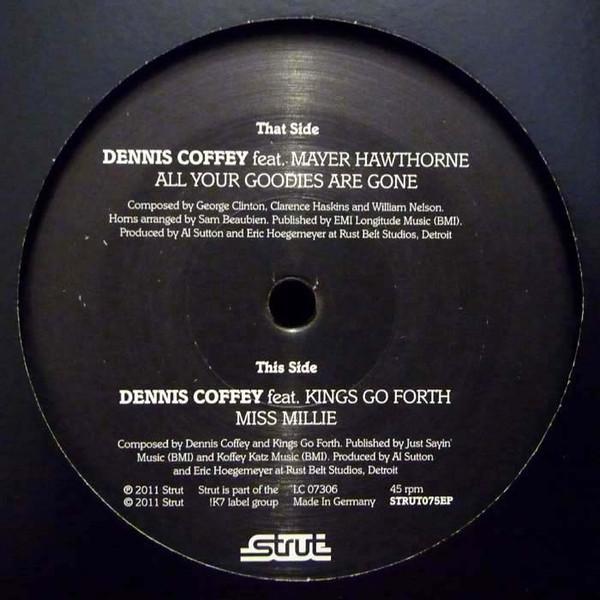 That Side
DENNIS COFFEY feat. MAYER HAWTHORNE
ALL YOUR GOODIES ARE GONE
Composed by George Clinton, Clarence Haskins and William Nelson.
Horns arranged by Sam Beaubien. Published by EMI Longitude Music (BMI).
Produced by Al Sutton and Eric Hoegemeyer at Rust Belt Studios, Detroit
This Side
DENNIS COFFEY feat. KINGS GO FORTH
MISS MILLIE
Composed by Dennis Coffey and Kings Go Forth. Published by Just Sayin'
Music (BMI) and Koffey Katz Music (BMI). Produced by Al Sutton
and Eric Hoegemeyer at Rust Belt Studios, Detroit
℗ 2011 Strut Strut is part of the LC 07306 45 rpm
© 2011 Strut !K7 label group Made in Germany STRUT075EP
Strut